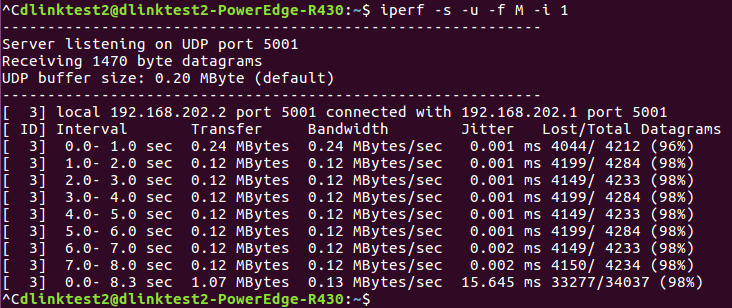 ^Cdlinktest2@dlinktest2-PowerEdge-R430:~$ iperf -s -u -f M -i 1
------------------------------------------------------------
Server listening on UDP port 5001
Receiving 1470 byte datagrams
UDP buffer size: 0.20 MByte (default)
------------------------------------------------------------
[  3] local 192.168.202.2 port 5001 connected with 192.168.202.1 port 5001
[ ID] Interval       Transfer     Bandwidth        Jitter   Lost/Total Datagrams
[  3]  0.0- 1.0 sec  0.24 MBytes  0.24 MBytes/sec   0.001 ms 4044/ 4212 (96%)
[  3]  1.0- 2.0 sec  0.12 MBytes  0.12 MBytes/sec   0.001 ms 4199/ 4284 (98%)
[  3]  2.0- 3.0 sec  0.12 MBytes  0.12 MBytes/sec   0.001 ms 4149/ 4233 (98%)
[  3]  3.0- 4.0 sec  0.12 MBytes  0.12 MBytes/sec   0.001 ms 4199/ 4284 (98%)
[  3]  4.0- 5.0 sec  0.12 MBytes  0.12 MBytes/sec   0.001 ms 4149/ 4233 (98%)
[  3]  5.0- 6.0 sec  0.12 MBytes  0.12 MBytes/sec   0.001 ms 4199/ 4284 (98%)
[  3]  6.0- 7.0 sec  0.12 MBytes  0.12 MBytes/sec   0.002 ms 4149/ 4233 (98%)
[  3]  7.0- 8.0 sec  0.12 MBytes  0.12 MBytes/sec   0.002 ms 4150/ 4234 (98%)
[  3]  0.0- 8.3 sec  1.07 MBytes  0.13 MBytes/sec  15.645 ms 33277/34037 (98%)
^Cdlinktest2@dlinktest2-PowerEdge-R430:~$